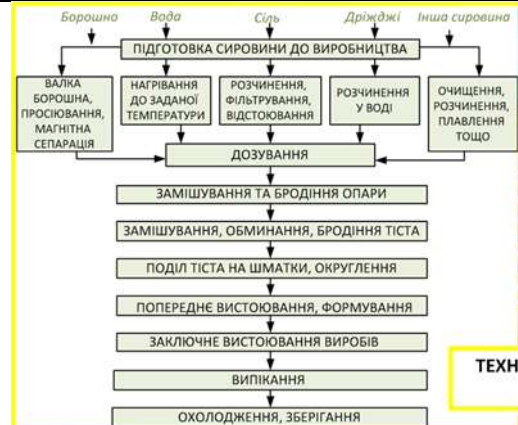 Борошно Вода Сіль Дріжджі Інша сировина
ПІДГОТОВКА СИРОВИНИ ДО ВИРОБНИЦТВА
ВАЛКА
БОРОШНА,
ПРОСІЮВАННЯ,
МАГНІТНА
СЕПАРАЦІЯ
НАГРІВАННЯ
ДО ЗАДАНОЇ
ТЕМПЕРАТУРИ
РОЗЧИНЕННЯ,
ФІЛЬТРУВАННЯ,
ВІДСТОЮВАННЯ
РОЗЧИНЕННЯ
У ВОДІ
ОЧИЩЕННЯ,
РОЗЧИНЕННЯ,
ПЛАВЛЕННЯ
ТОЩО
ДОЗУВАННЯ
ЗАМІШУВАННЯ ТА БРОДІННЯ ОПАРИ
ЗАМІШУВАННЯ, ОБМИНАННЯ, БРОДІННЯ ТІСТА
ПОДІЛ ТІСТА НА ШМАТКИ, ОКРУГЛЕННЯ
ПОПЕРЕДНЄ ВИСТОЮВАННЯ, ФОРМУВАННЯ
ЗАКЛЮЧНЕ ВИСТОЮВАННЯ ВИРОБІВ
ТЕХН
ВИПІКАННЯ
ОХОЛОДЖЕННЯ, ЗБЕРІГАННЯ